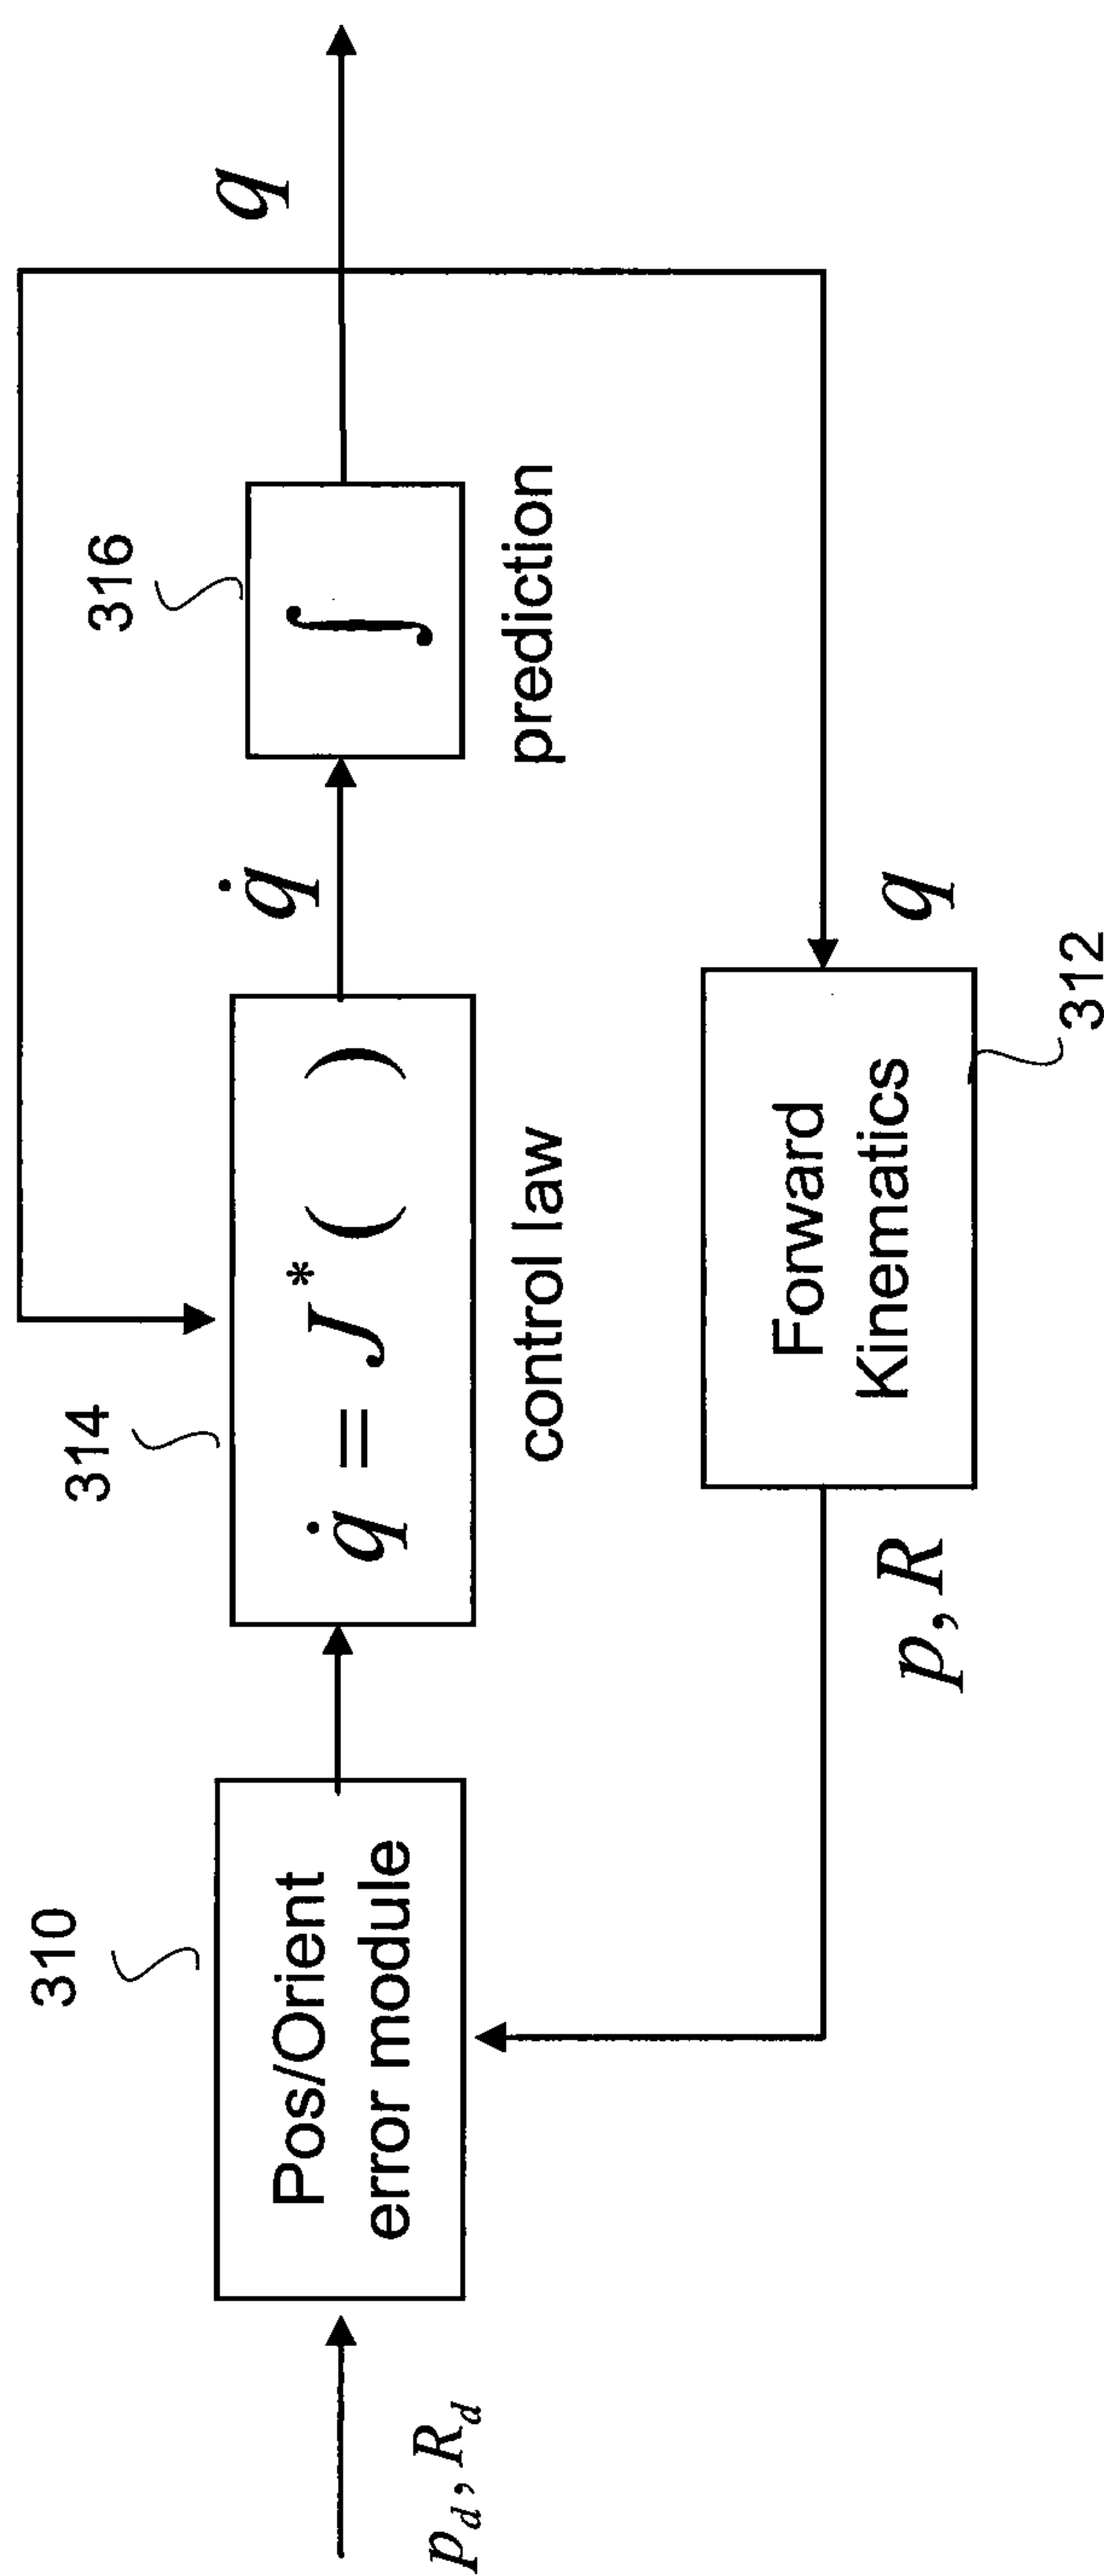 310
314
316
p_d, R_d
Pos/Orient
error module
q̇ = J* ( )
control law
q̇
∫
prediction
q
p, R
Forward
Kinematics
q
312